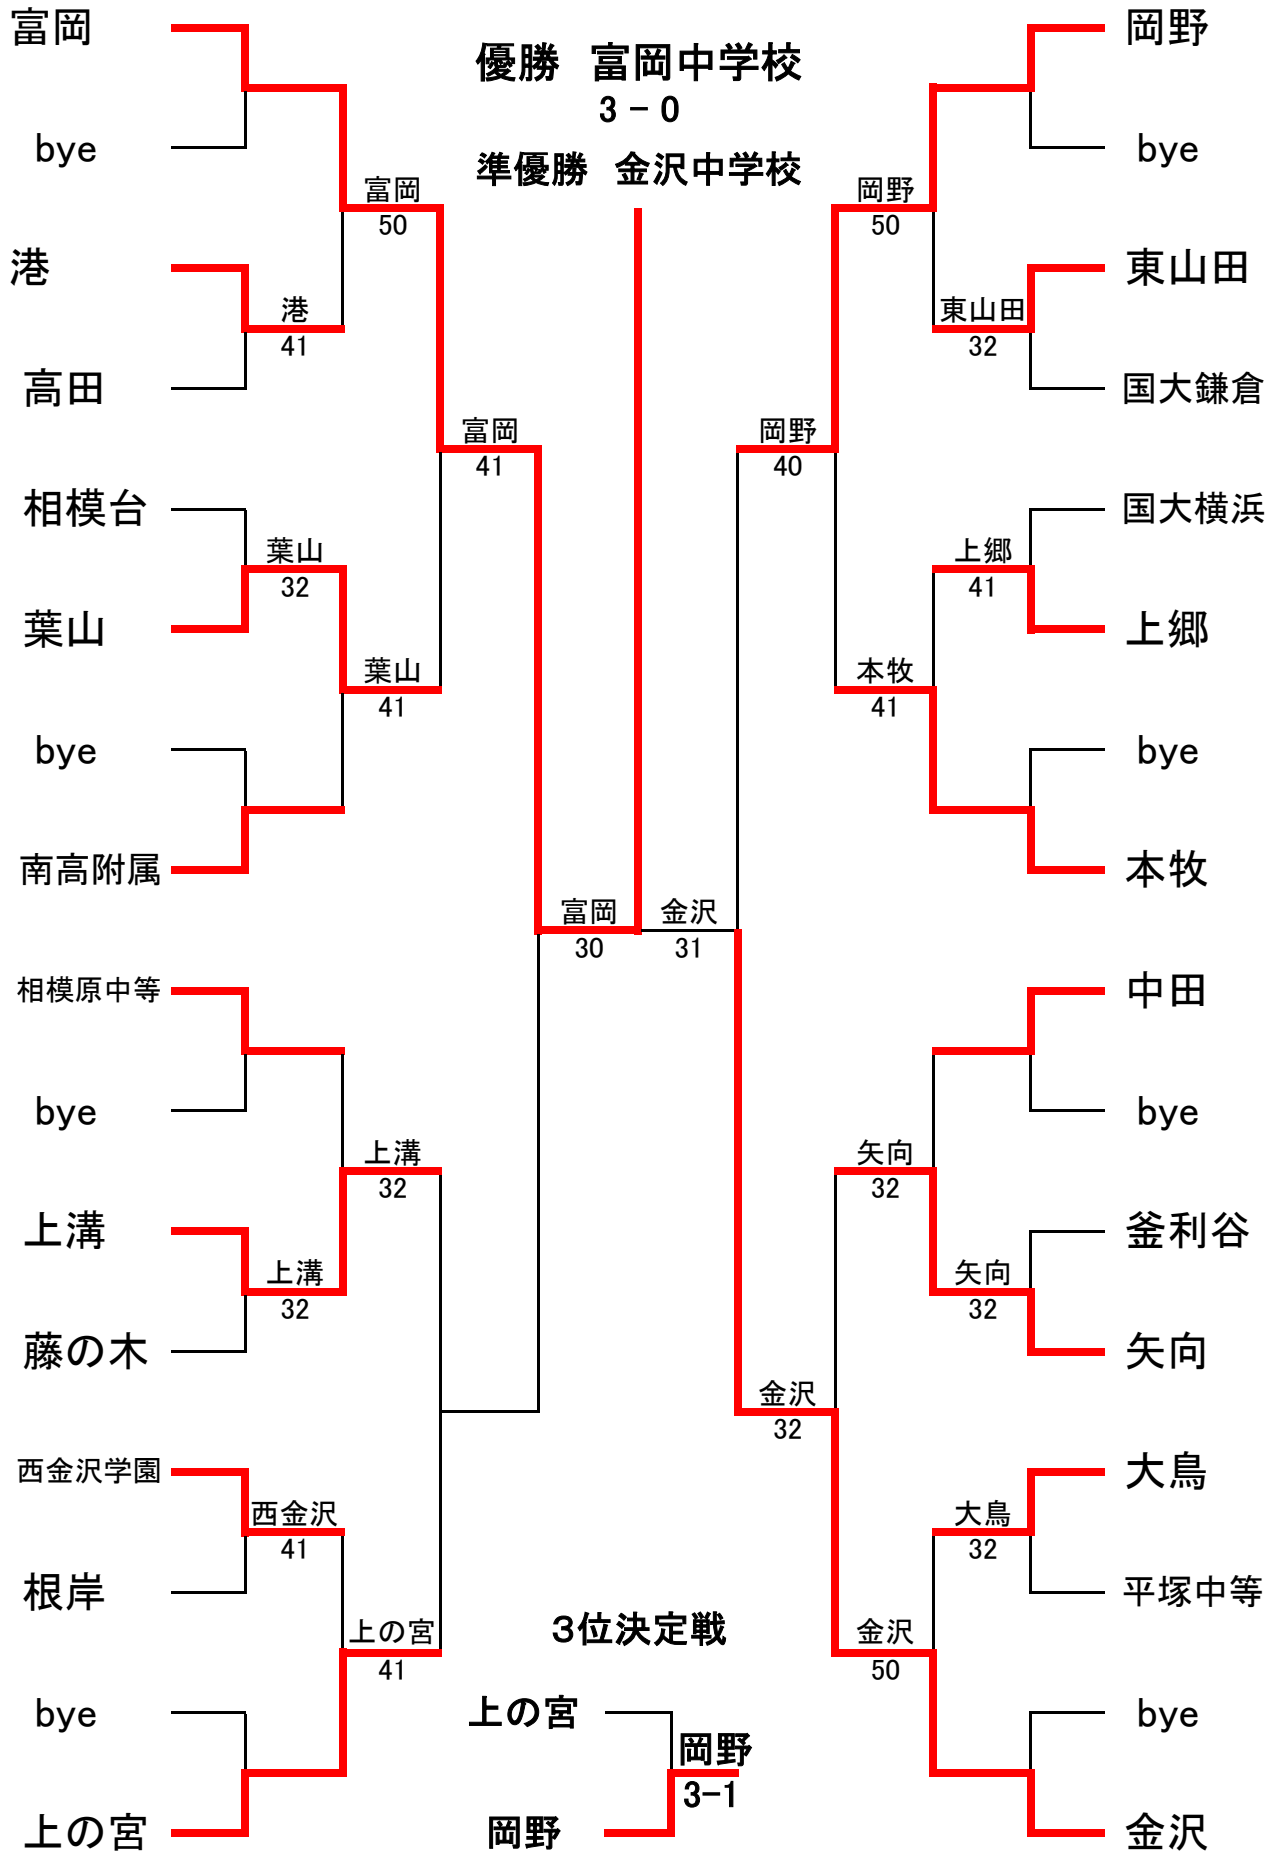 富岡
岡野
優勝 富岡中学校
3 － 0
準優勝 金沢中学校
bye
bye
富岡
50
岡野
50
港
東山田
港
41
東山田
32
高田
国大鎌倉
富岡
41
岡野
40
相模台
国大横浜
葉山
32
上郷
41
葉山
上郷
葉山
41
本牧
41
bye
bye
南高附属
本牧
富岡
30
金沢
31
相模原中等
中田
bye
bye
上溝
32
矢向
32
上溝
釜利谷
上溝
32
矢向
32
藤の木
矢向
金沢
32
西金沢学園
大鳥
西金沢
41
大鳥
32
根岸
平塚中等
上の宮
41
3位決定戦
金沢
50
bye
上の宮
bye
岡野
3-1
上の宮
岡野
金沢